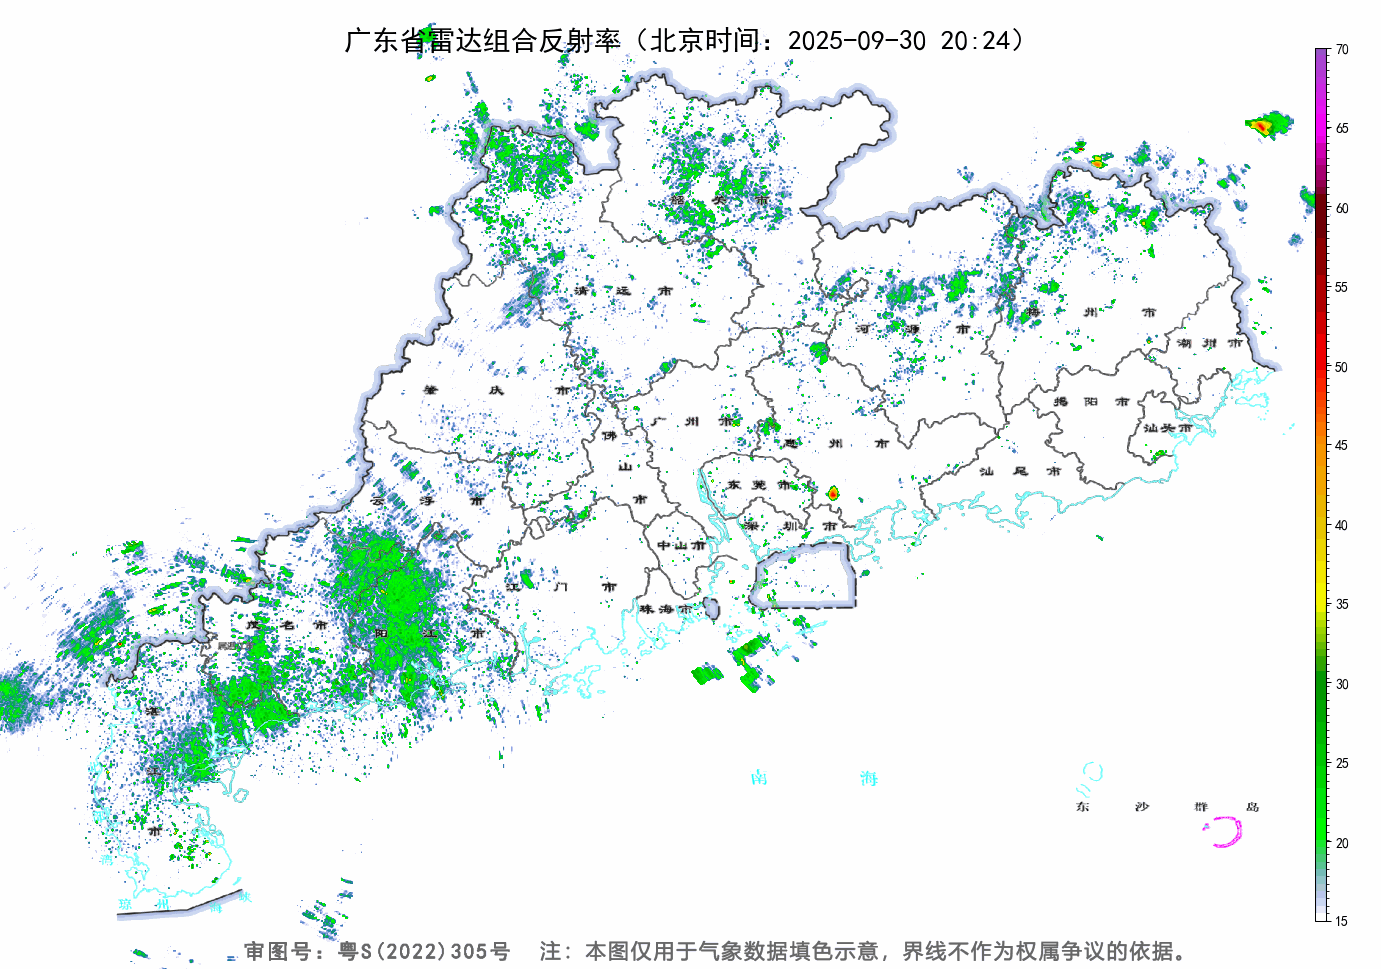 广东省雷达组合反射率（北京时间：2025-09-30 20:24）
70
65
60
55
50
45
40
35
30
25
20
15
韶 关 市
清 远 市
河 源 市
梅 州 市
潮 州 市
肇 庆 市
广 州 市
佛 山 市
惠 州 市
揭 阳 市
汕头市
汕 尾 市
东 莞 市
深 圳 市
云 浮 市
中山市
江 门 市
珠海市
茂 名 市
阳 江 市
湛 江 市
南 海
东 沙 群 岛
琼 州 海 峡
审图号：粤S(2022)305号 注：本图仅用于气象数据填色示意，界线不作为权属争议的依据。